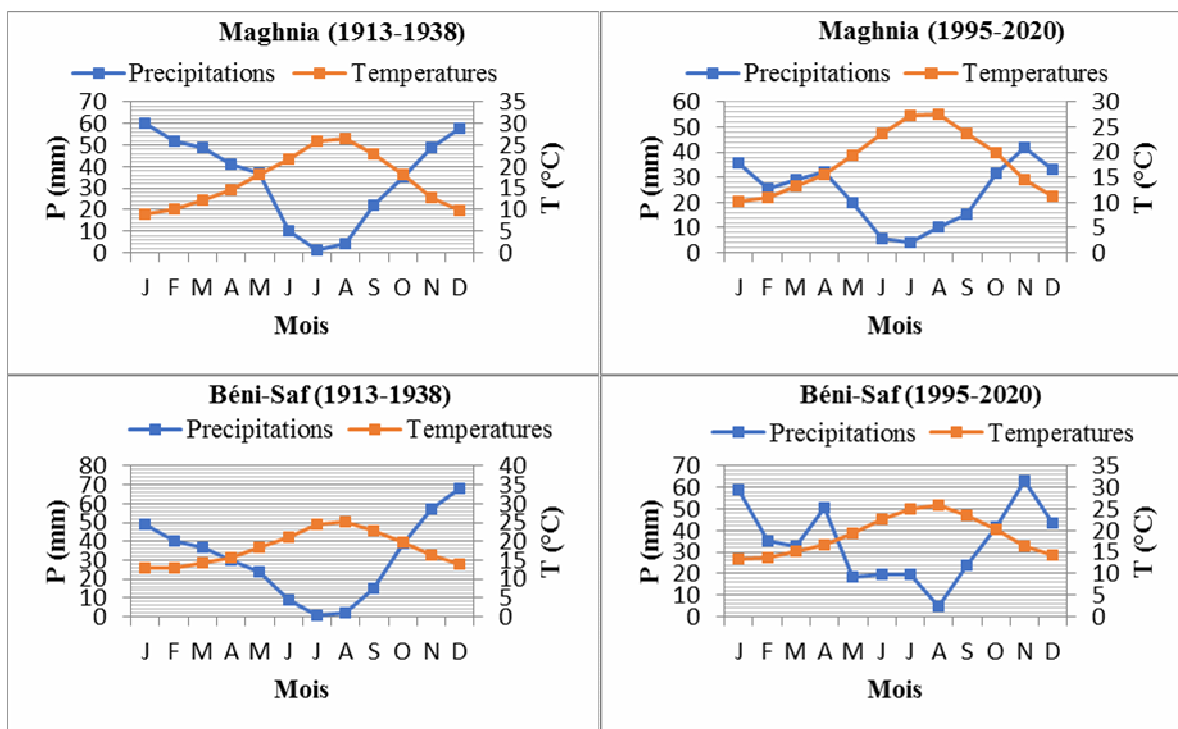 Maghnia (1913-1938)
Precipitations Temperatures
P (mm)
70
60
50
40
30
20
10
0
T (°C)
35
30
25
20
15
10
5
0
J F M A M J J A S O N D
Mois
Maghnia (1995-2020)
Precipitations Temperatures
P (mm)
60
50
40
30
20
10
0
T (°C)
30
25
20
15
10
5
0
J F M A M J J A S O N D
Mois
Béni-Saf (1913-1938)
Precipitations Temperatures
P (mm)
80
70
60
50
40
30
20
10
0
T (°C)
40
35
30
25
20
15
10
5
0
J F M A M J J A S O N D
Mois
Béni-Saf (1995-2020)
Precipitations Temperatures
P (mm)
70
60
50
40
30
20
10
0
T (°C)
35
30
25
20
15
10
5
0
J F M A M J J A S O N D
Mois